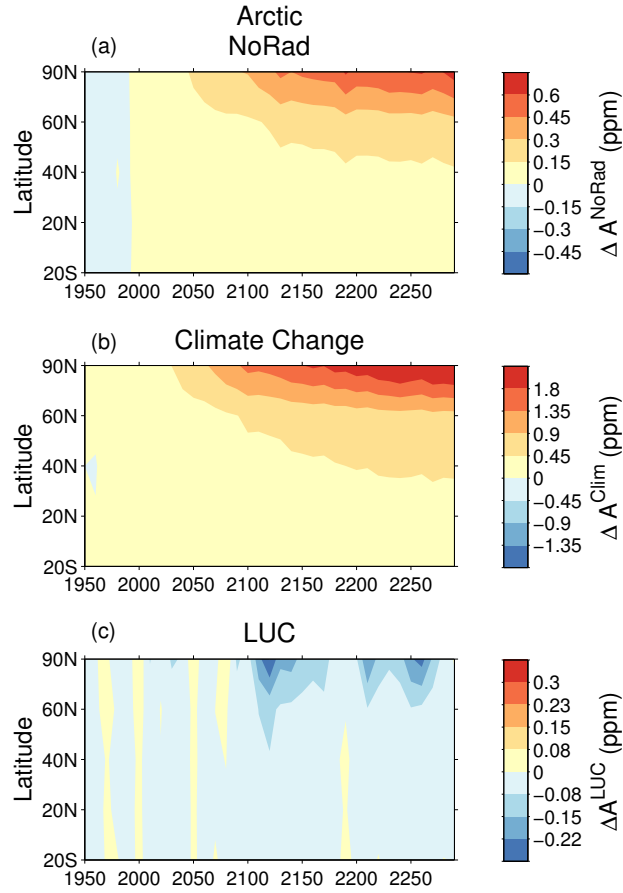 Arctic
(a) NoRad
90N
60N
40N
20N
20S
Latitude
1950 2000 2050 2100 2150 2200 2250
0.6
0.45
0.3
0.15
0
−0.15
−0.3
−0.45
Δ A^NoRad (ppm)
(b) Climate Change
90N
60N
40N
20N
20S
Latitude
1950 2000 2050 2100 2150 2200 2250
1.8
1.35
0.9
0.45
0
−0.45
−0.9
−1.35
Δ A^Clim (ppm)
(c) LUC
90N
60N
40N
20N
20S
Latitude
1950 2000 2050 2100 2150 2200 2250
0.3
0.23
0.15
0.08
0
−0.08
−0.15
−0.22
ΔA^LUC (ppm)